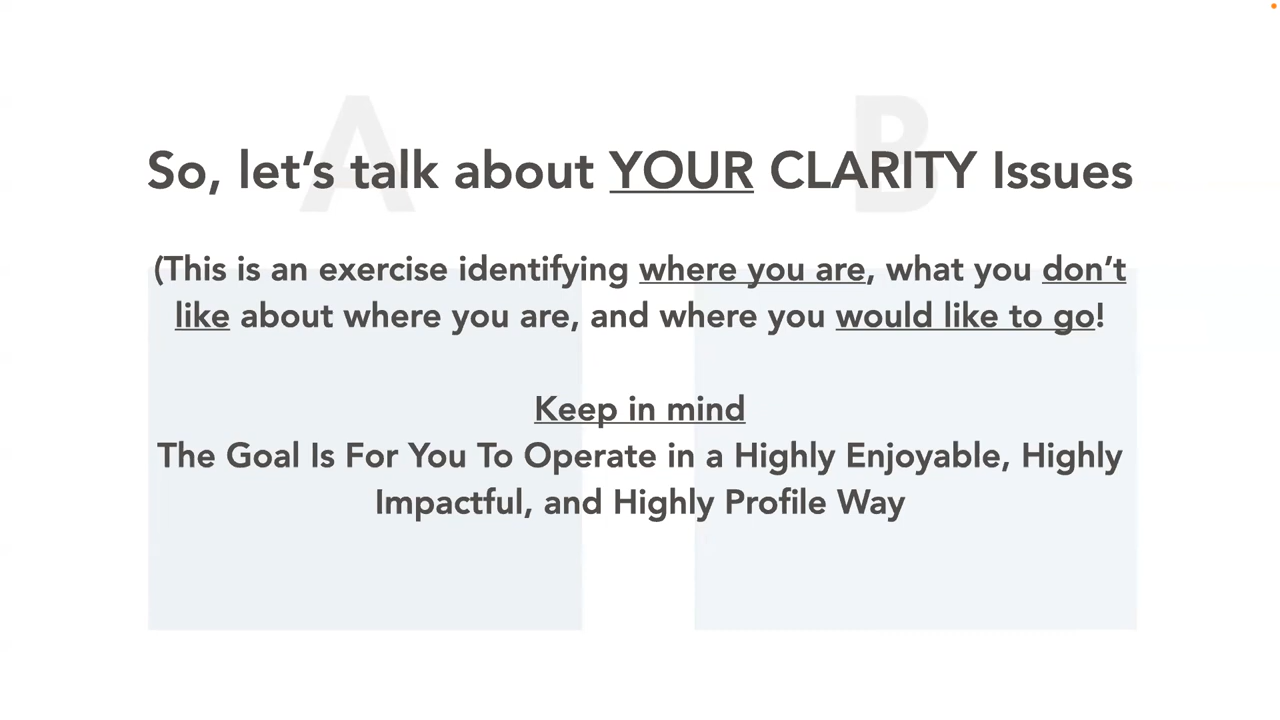 A B
So, let’s talk about YOUR CLARITY Issues
(This is an exercise identifying where you are, what you don’t
like about where you are, and where you would like to go!
Keep in mind
The Goal Is For You To Operate in a Highly Enjoyable, Highly
Impactful, and Highly Profile Way